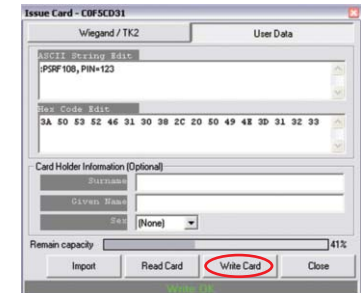 Issue Card - C0F5CD31
Wiegand / TK2
User Data
ASCII String Edit
:PSRF108, PIN=123
Hex Code Edit
3A 50 53 52 46 31 30 38 2C 20 50 49 4E 3D 31 32 33
Card Holder Information (Optional)
Surname
Given Name
Sex
(None)
Remain capacity
41%
Import
Read Card
Write Card
Close
Write OK